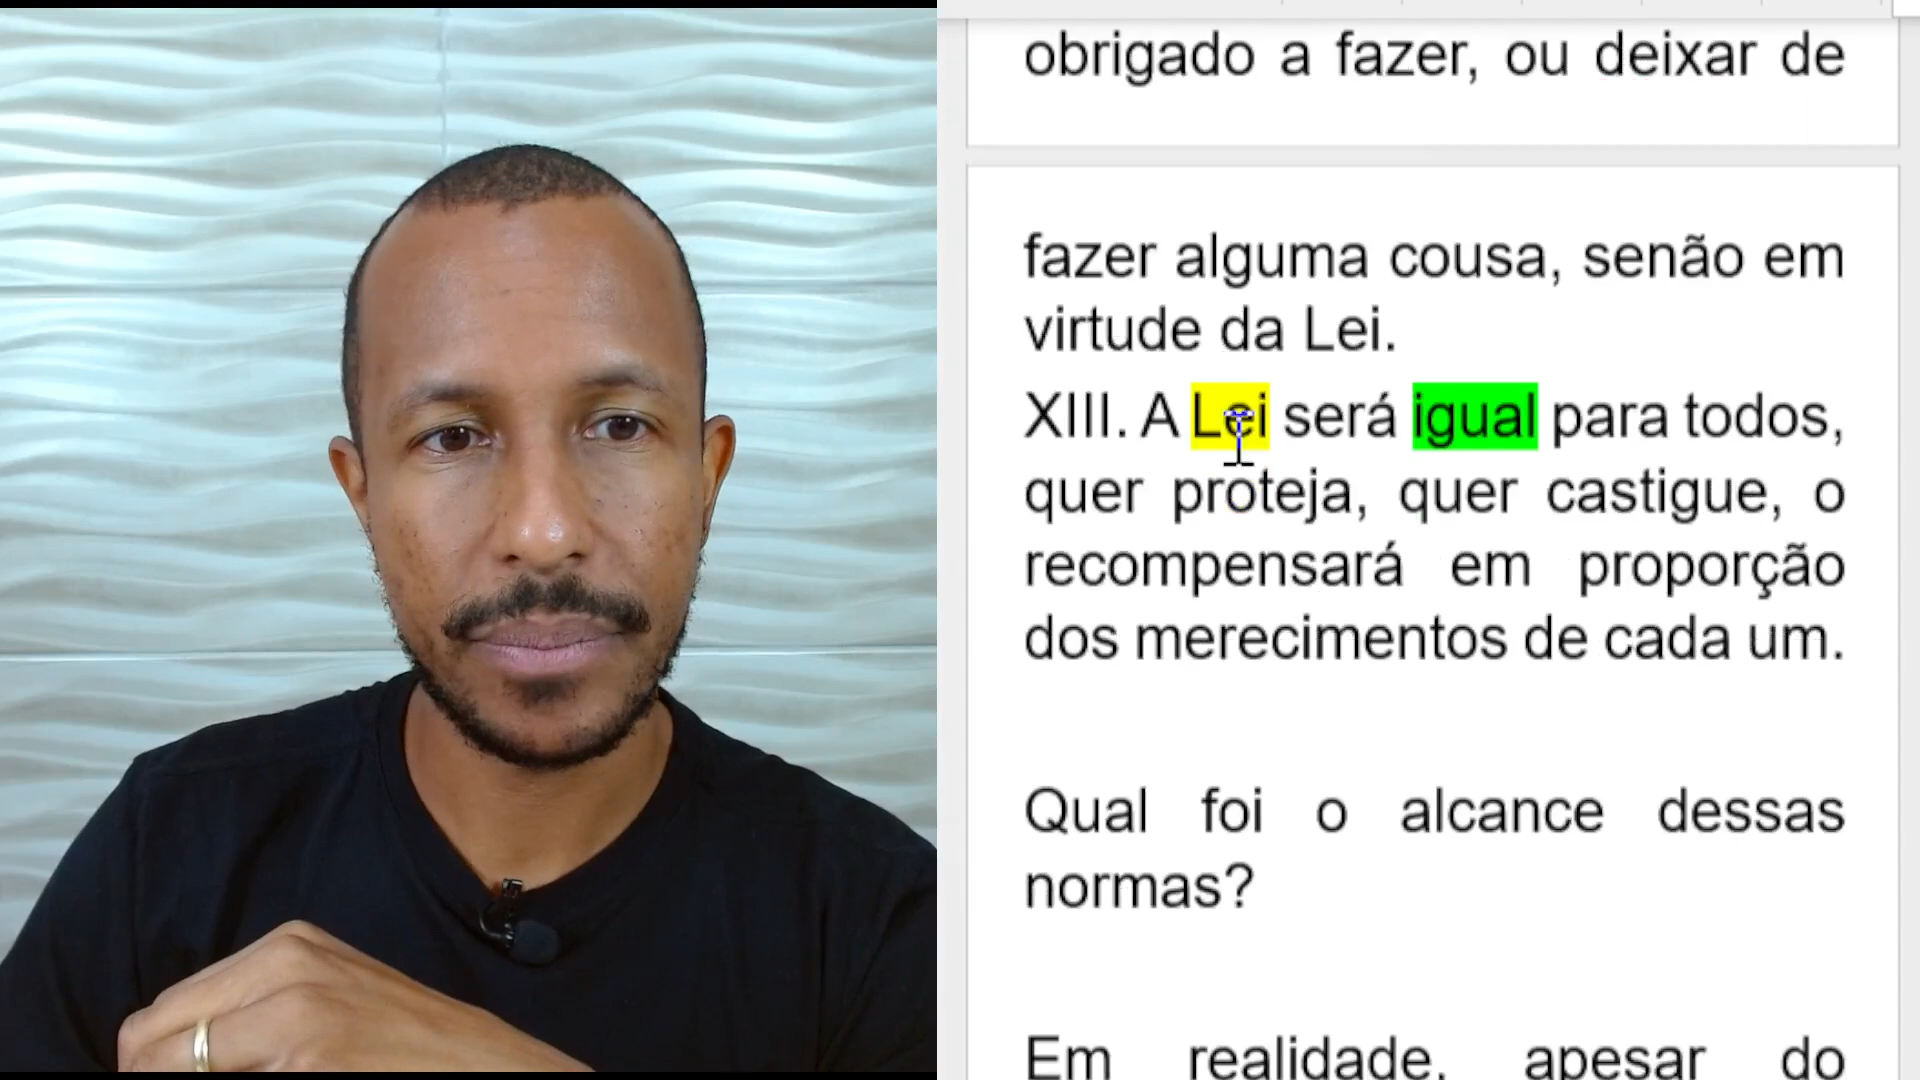 obrigado a fazer, ou deixar de
fazer alguma cousa, senão em
virtude da Lei.
XIII. A Lei será igual para todos,
quer proteja, quer castigue, o
recompensará em proporção
dos merecimentos de cada um.
Qual foi o alcance dessas
normas?
Em realidade, apesar do